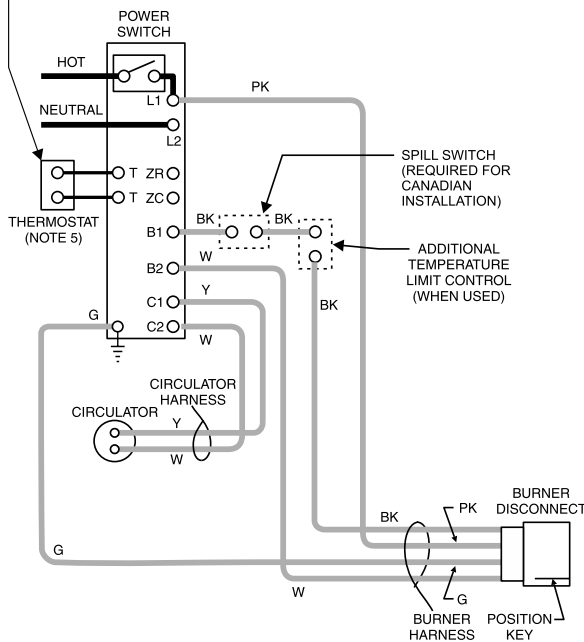 POWER
SWITCH
HOT
L1
PK
NEUTRAL
L2
T
ZR
SPILL SWITCH
(REQUIRED FOR
CANADIAN
INSTALLATION)
T
ZC
THERMOSTAT
(NOTE 5)
B1
BK
BK
ADDITIONAL
TEMPERATURE
LIMIT CONTROL
(WHEN USED)
B2
W
C1
Y
BK
G
C2
W
CIRCULATOR
HARNESS
CIRCULATOR
Y
W
BURNER
DISCONNECT
BK
PK
G
W
G
BURNER
HARNESS
POSITION
KEY